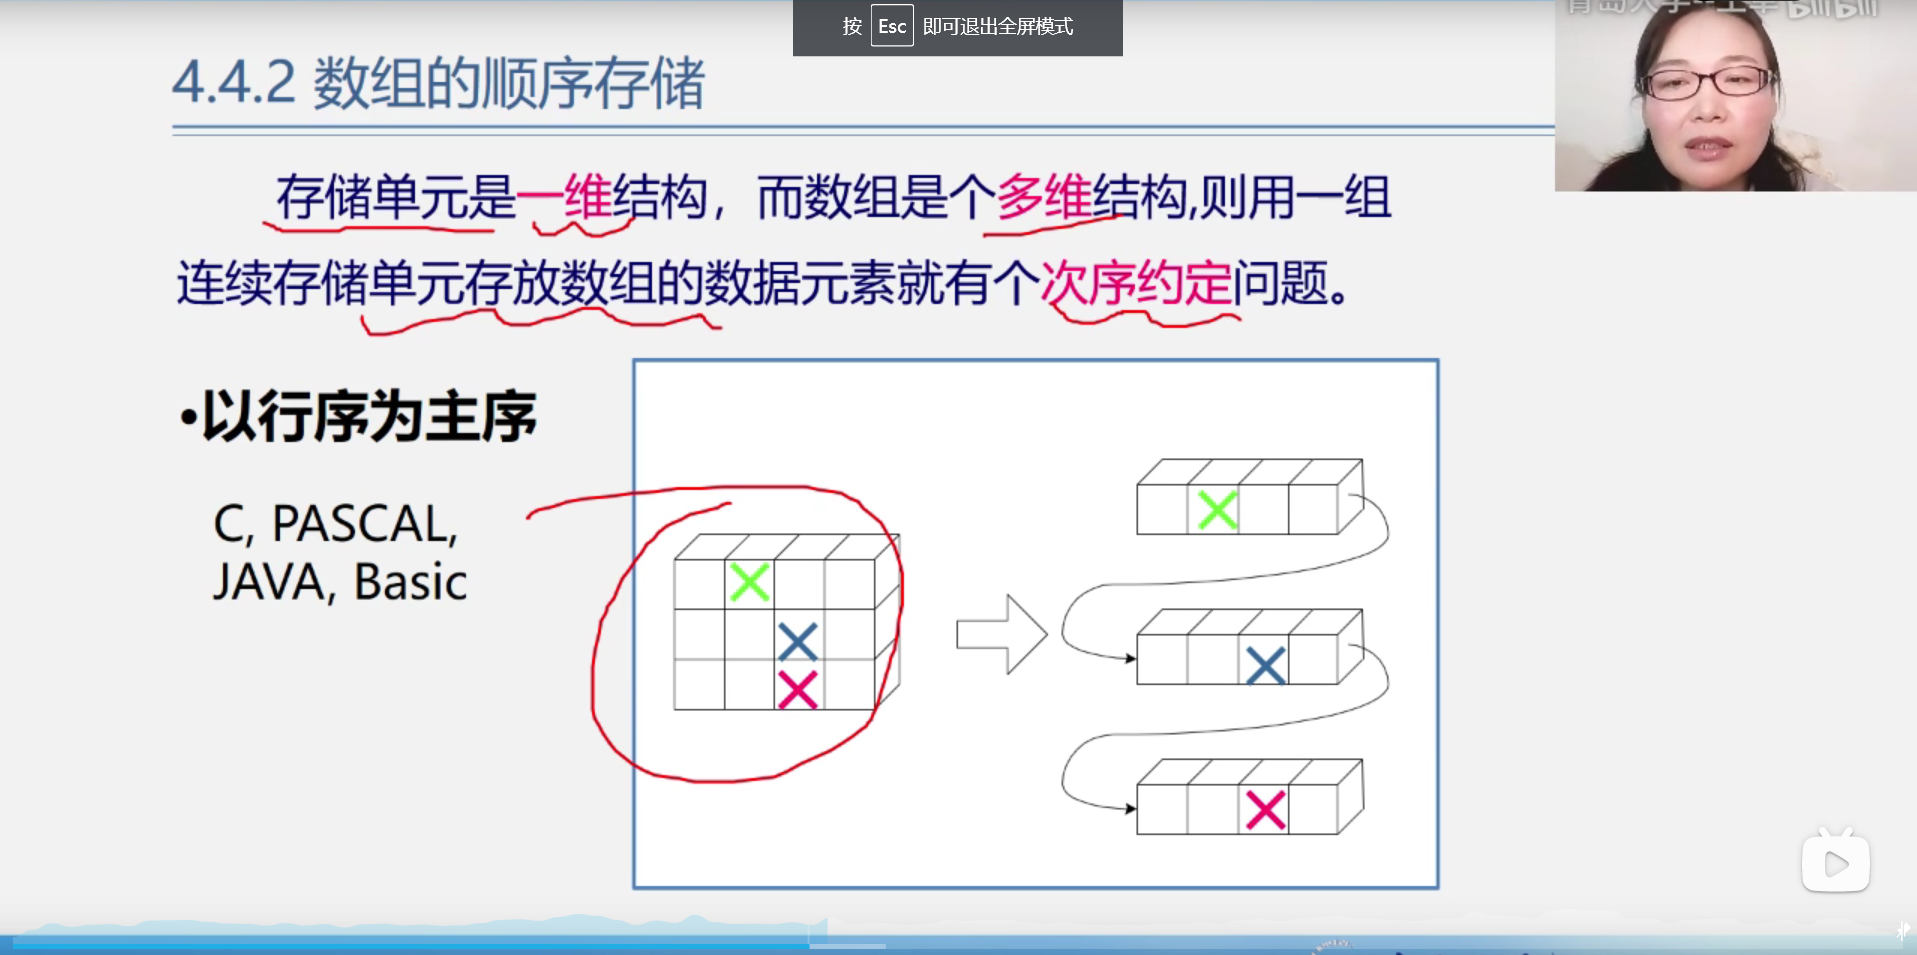 按 Esc 即可退出全屏模式
bilibili
4.4.2 数组的顺序存储
存储单元是一维结构，而数组是个多维结构,则用一组
连续存储单元存放数组的数据元素就有个次序约定问题。
•以行序为主序
C, PASCAL,
JAVA, Basic